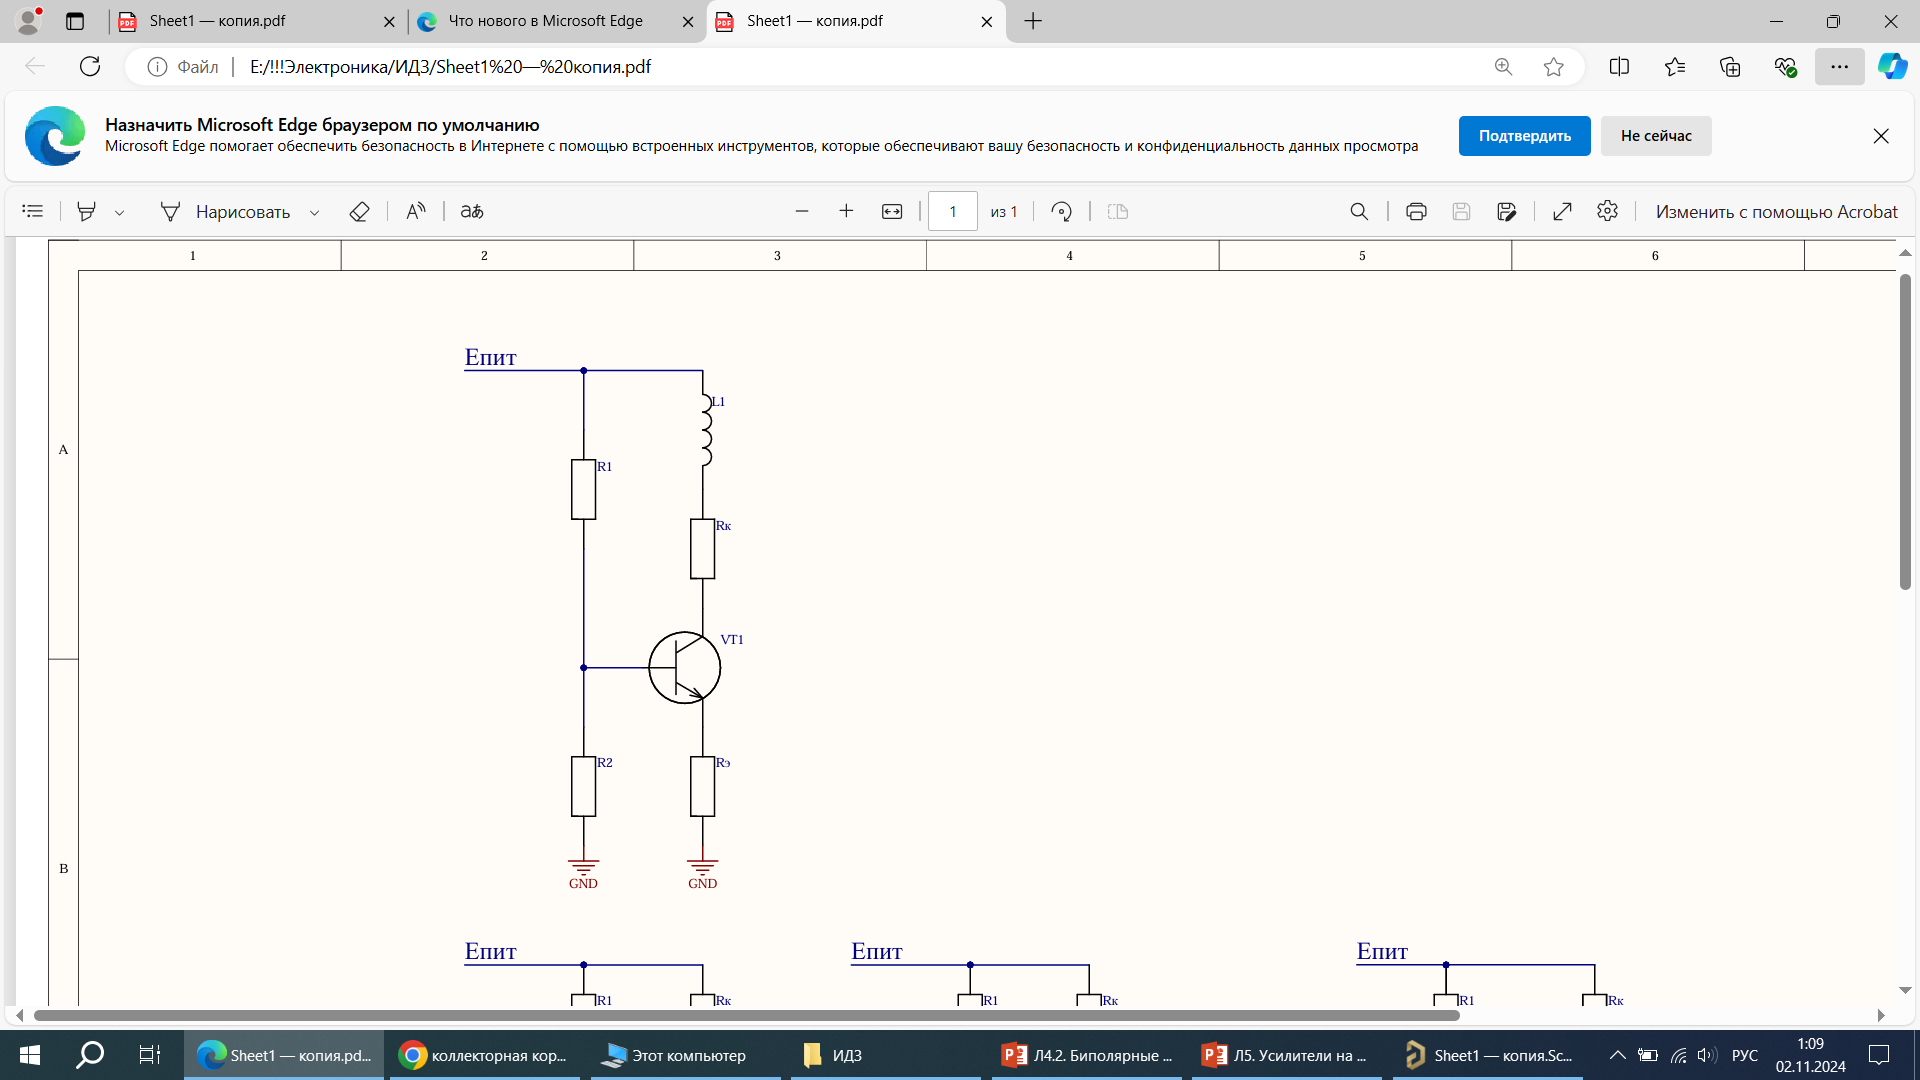 Sheet1 — копия.pdf
Что нового в Microsoft Edge
Sheet1 — копия.pdf
Файл
E:/!!!Электроника/ИДЗ/Sheet1%20—%20копия.pdf
Назначить Microsoft Edge браузером по умолчанию
Microsoft Edge помогает обеспечить безопасность в Интернете с помощью встроенных инструментов, которые обеспечивают вашу безопасность и конфиденциальность данных просмотра
Подтвердить
Не сейчас
Нарисовать
аあ
1
из 1
Изменить с помощью Acrobat
1
2
3
4
5
6
A
B
Епит
L1
R1
Rк
VT1
R2
Rэ
GND
GND
Епит
Епит
Епит
R1
Rк
R1
Rк
R1
Rк
Sheet1 — копия.pd...
коллекторная кор...
Этот компьютер
ИДЗ
Л4.2. Биполярные ...
Л5. Усилители на ...
Sheet1 — копия.Sc...
РУС
1:09
02.11.2024